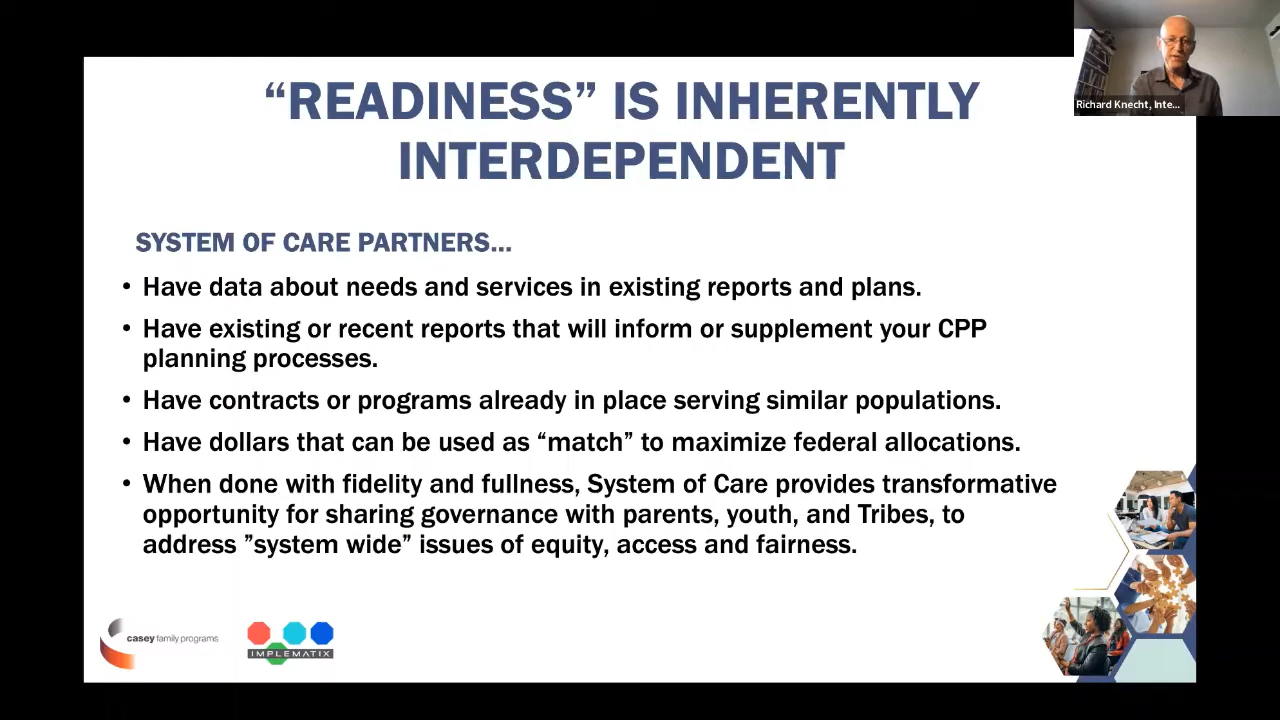 “READINESS” IS INHERENTLY
INTERDEPENDENT
Richard Knecht, Inte...
SYSTEM OF CARE PARTNERS...
• Have data about needs and services in existing reports and plans.
• Have existing or recent reports that will inform or supplement your CPP
planning processes.
• Have contracts or programs already in place serving similar populations.
• Have dollars that can be used as “match” to maximize federal allocations.
• When done with fidelity and fullness, System of Care provides transformative
opportunity for sharing governance with parents, youth, and Tribes, to
address ”system wide” issues of equity, access and fairness.
casey family programs
IMPLEMATIX